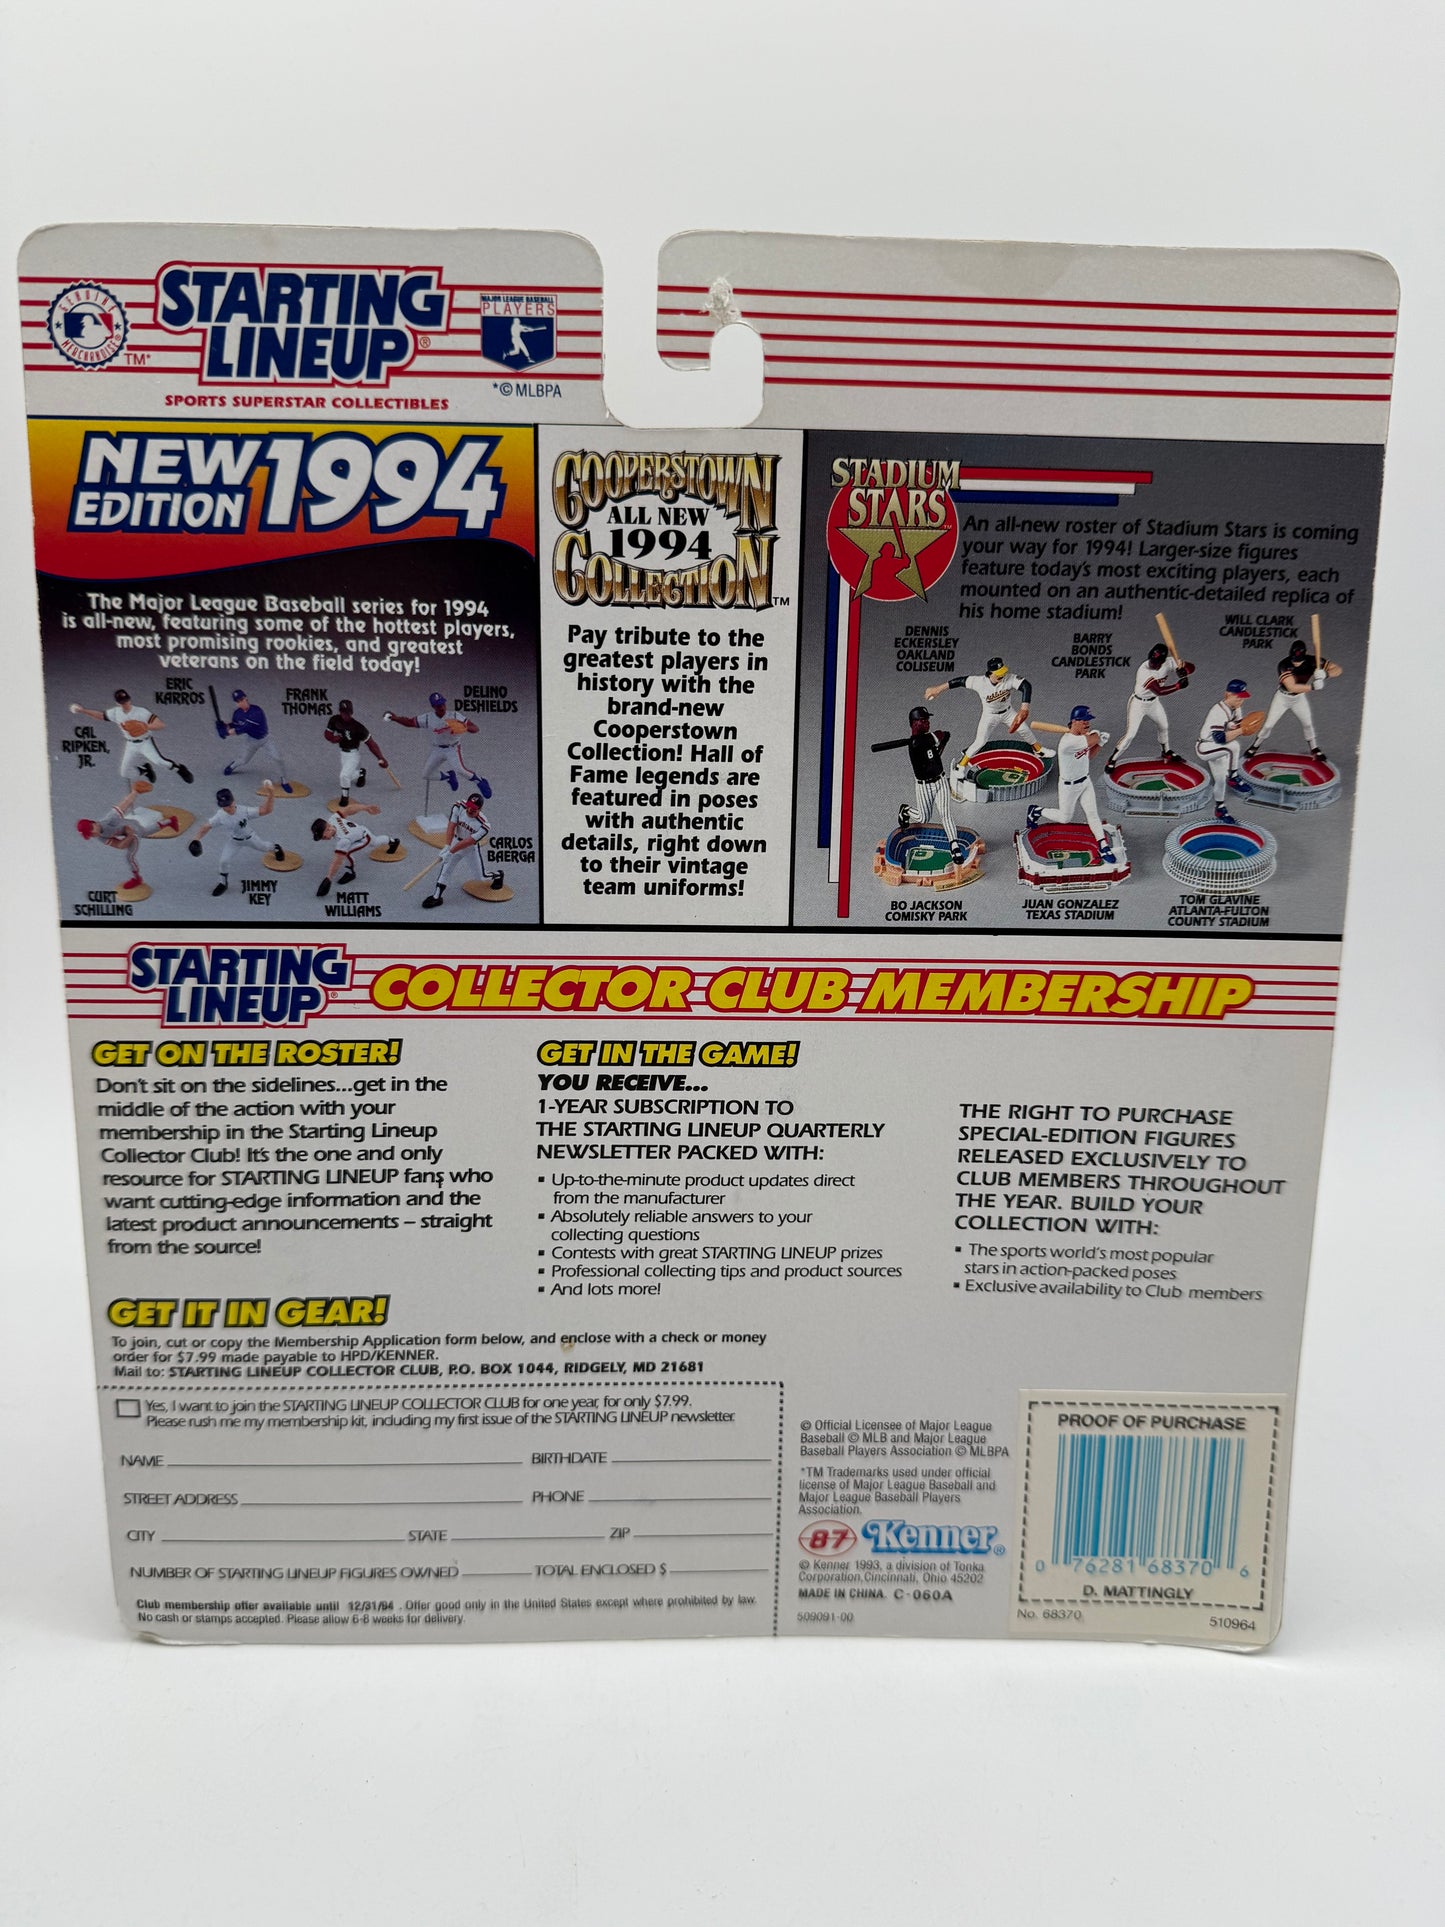 GENUINE
MERCHANDISE
TM*
STARTING
LINEUP®
SPORTS SUPERSTAR COLLECTIBLES
MAJOR LEAGUE BASEBALL
PLAYERS
*©MLBPA
NEW 1994
EDITION
The Major League Baseball series for 1994
is all-new, featuring some of the hottest players,
most promising rookies, and greatest
veterans on the field today!
CAL
RIPKEN,
JR.
ERIC
KARROS
FRANK
THOMAS
DELINO
DESHIELDS
CURT
SCHILLING
JIMMY
KEY
MATT
WILLIAMS
CARLOS
BAERGA
COOPERSTOWN
ALL NEW
1994
COLLECTION™
Pay tribute to the
greatest players in
history with the
brand-new
Cooperstown
Collection! Hall of
Fame legends are
featured in poses
with authentic
details, right down
to their vintage
team uniforms!
STADIUM
STARS™
An all-new roster of Stadium Stars is coming
your way for 1994! Larger-size figures
feature today's most exciting players, each
mounted on an authentic-detailed replica of
his home stadium!
DENNIS
ECKERSLEY
OAKLAND
COLISEUM
BARRY
BONDS
CANDLESTICK
PARK
WILL CLARK
CANDLESTICK
PARK
BO JACKSON
COMISKY PARK
JUAN GONZALEZ
TEXAS STADIUM
TOM GLAVINE
ATLANTA-FULTON
COUNTY STADIUM
STARTING
LINEUP®
COLLECTOR CLUB MEMBERSHIP
GET ON THE ROSTER!
Don't sit on the sidelines...get in the
middle of the action with your
membership in the Starting Lineup
Collector Club! It's the one and only
resource for STARTING LINEUP fans who
want cutting-edge information and the
latest product announcements – straight
from the source!
GET IN THE GAME!
YOU RECEIVE...
1-YEAR SUBSCRIPTION TO
THE STARTING LINEUP QUARTERLY
NEWSLETTER PACKED WITH:
▪ Up-to-the-minute product updates direct
from the manufacturer
▪ Absolutely reliable answers to your
collecting questions
▪ Contests with great STARTING LINEUP prizes
▪ Professional collecting tips and product sources
▪ And lots more!
THE RIGHT TO PURCHASE
SPECIAL-EDITION FIGURES
RELEASED EXCLUSIVELY TO
CLUB MEMBERS THROUGHOUT
THE YEAR. BUILD YOUR
COLLECTION WITH:
▪ The sports world's most popular
stars in action-packed poses
▪ Exclusive availability to Club members
GET IT IN GEAR!
To join, cut or copy the Membership Application form below, and enclose with a check or money
order for $7.99 made payable to HPD/KENNER.
Mail to: STARTING LINEUP COLLECTOR CLUB, P.O. BOX 1044, RIDGELY, MD 21681
Yes, I want to join the STARTING LINEUP COLLECTOR CLUB for one year, for only $7.99.
Please rush me my membership kit, including my first issue of the STARTING LINEUP newsletter.
NAME BIRTHDATE
STREET ADDRESS PHONE
CITY STATE ZIP
NUMBER OF STARTING LINEUP FIGURES OWNED TOTAL ENCLOSED $
Club membership offer available until 12/31/94. Offer good only in the United States except where prohibited by law.
No cash or stamps accepted. Please allow 6-8 weeks for delivery.
© Official Licensee of Major League
Baseball © MLB and Major League
Baseball Players Association © MLBPA
*TM Trademarks used under official
license of Major League Baseball and
Major League Baseball Players
Association.
87 Kenner®
© Kenner 1993, a division of Tonka
Corporation, Cincinnati, Ohio 45202
MADE IN CHINA. C-060A
509091-00
PROOF OF PURCHASE
0 76281 68370 6
D. MATTINGLY
No. 68370
510964